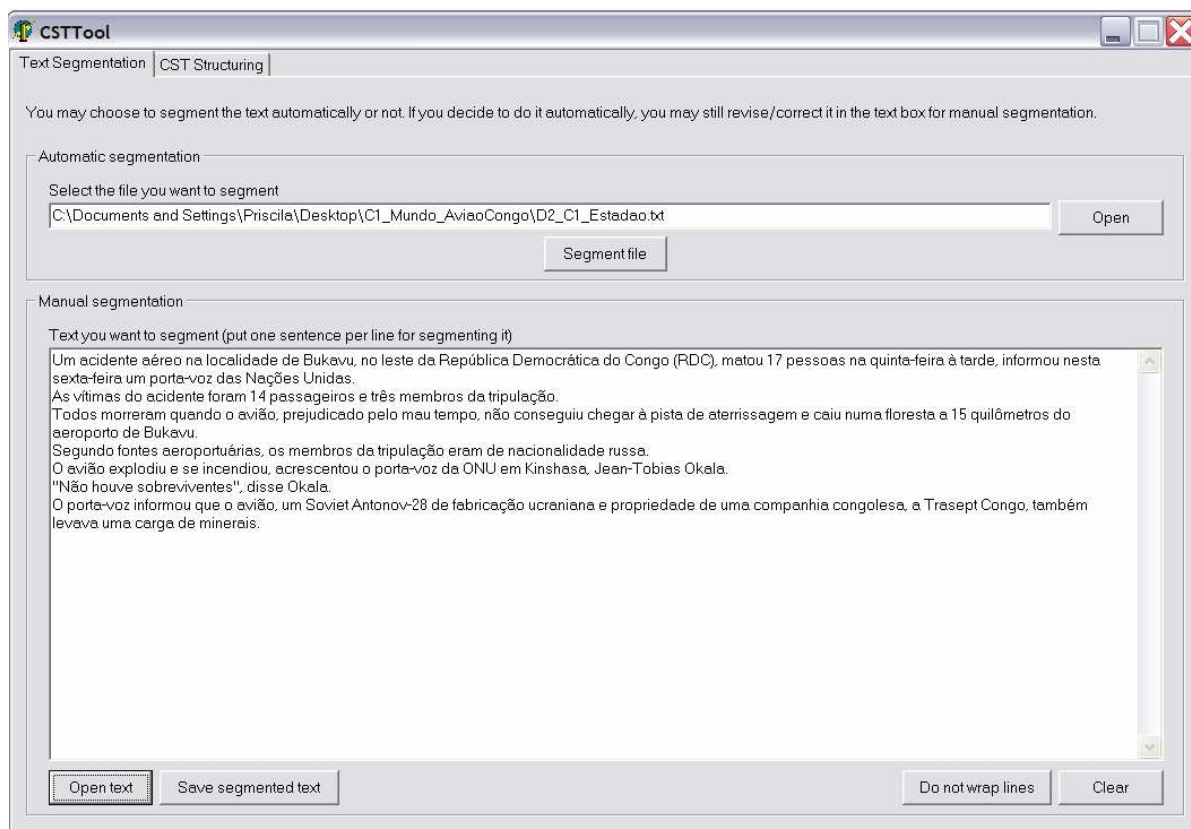 CSTTool
Text Segmentation
CST Structuring
You may choose to segment the text automatically or not. If you decide to do it automatically, you may still revise/correct it in the text box for manual segmentation.
Automatic segmentation
Select the file you want to segment
C:\Documents and Settings\Priscila\Desktop\C1_Mundo_AviaoCongo\D2_C1_Estadao.txt
Open
Segment file
Manual segmentation
Text you want to segment (put one sentence per line for segmenting it)
Um acidente aéreo na localidade de Bukavu, no leste da República Democrática do Congo (RDC), matou 17 pessoas na quinta-feira à tarde, informou nesta
sexta-feira um porta-voz das Nações Unidas.
As vítimas do acidente foram 14 passageiros e três membros da tripulação.
Todos morreram quando o avião, prejudicado pelo mau tempo, não conseguiu chegar à pista de aterrissagem e caiu numa floresta a 15 quilômetros do
aeroporto de Bukavu.
Segundo fontes aeroportuárias, os membros da tripulação eram de nacionalidade russa.
O avião explodiu e se incendiou, acrescentou o porta-voz da ONU em Kinshasa, Jean-Tobias Okala.
"Não houve sobreviventes", disse Okala.
O porta-voz informou que o avião, um Soviet Antonov-28 de fabricação ucraniana e propriedade de uma companhia congolesa, a Trasept Congo, também
levava uma carga de minerais.
Open text
Save segmented text
Do not wrap lines
Clear